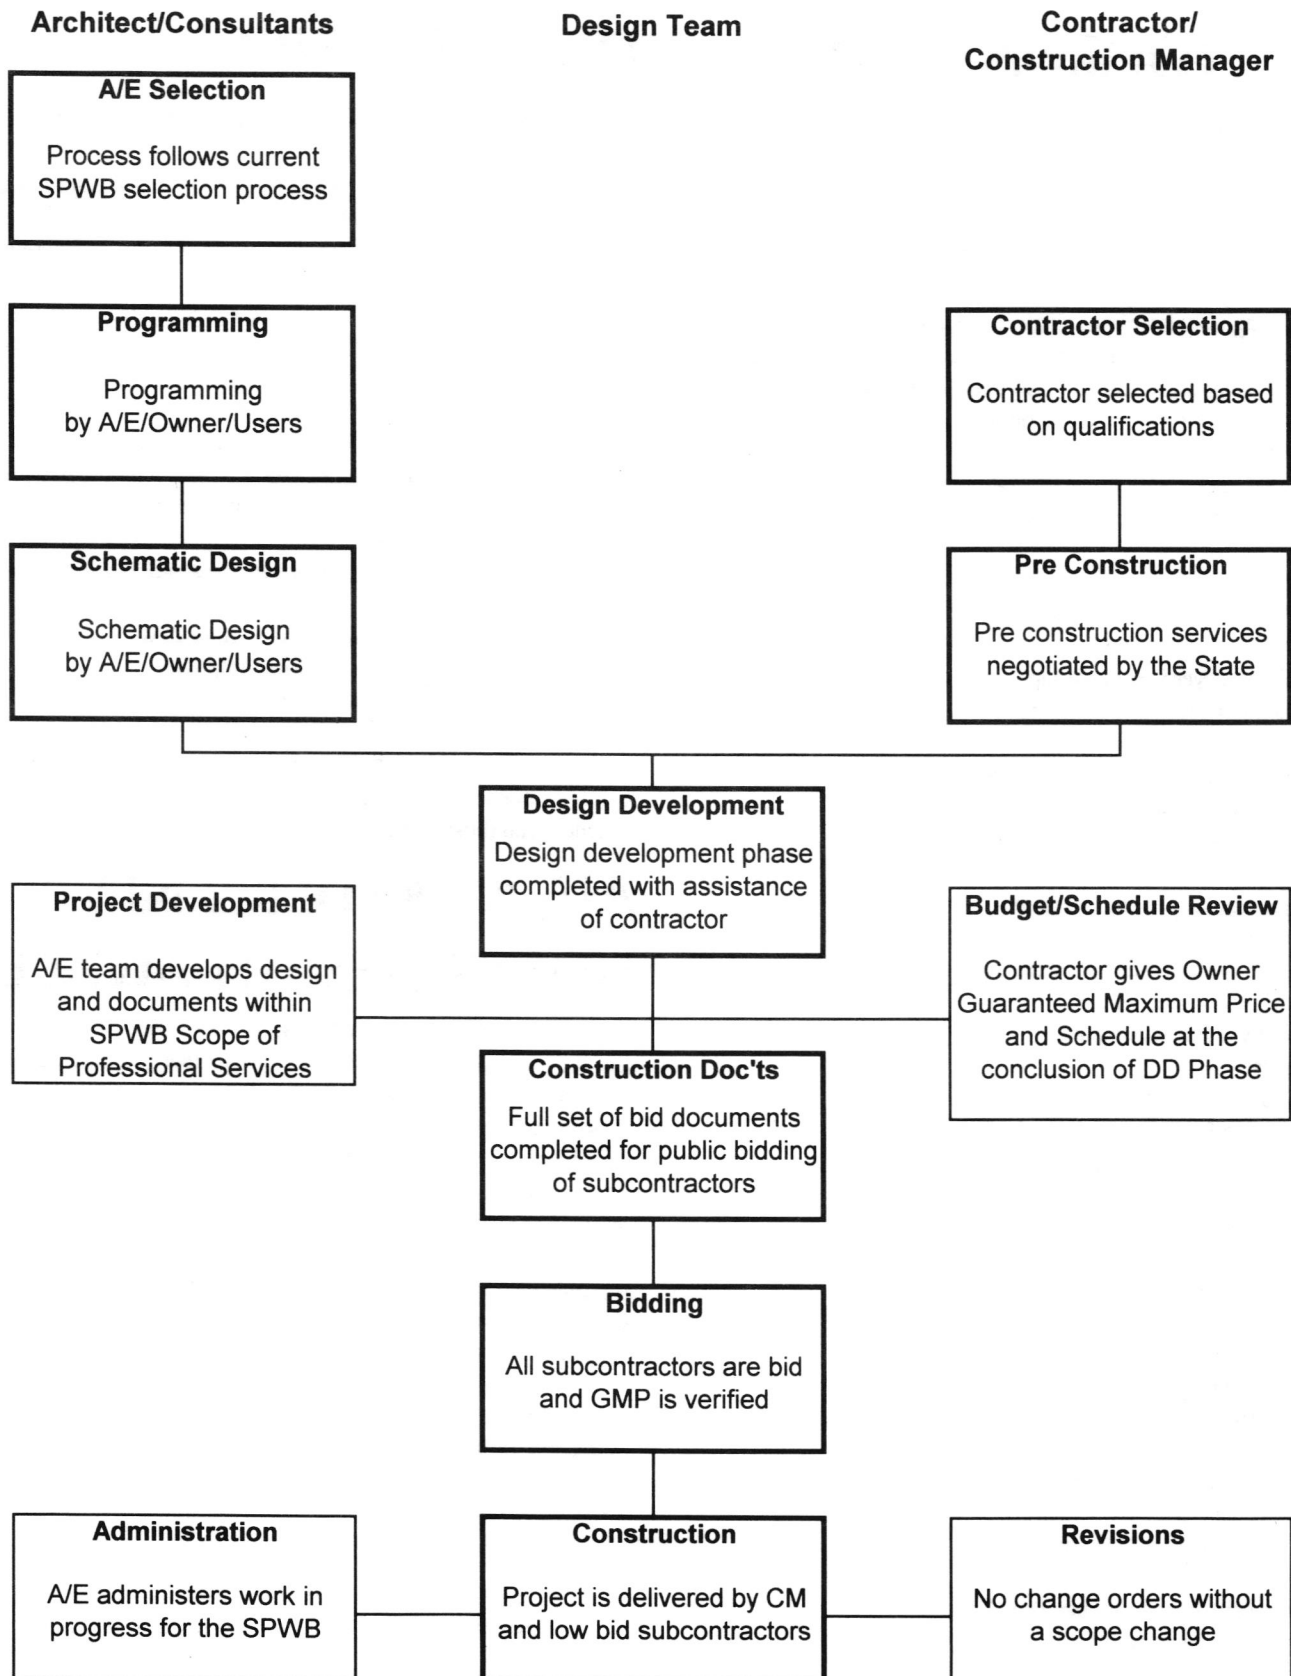 Architect/Consultants
Design Team
Contractor/
Construction Manager
A/E Selection
Process follows current
SPWB selection process
Programming
Programming
by A/E/Owner/Users
Contractor Selection
Contractor selected based
on qualifications
Schematic Design
Schematic Design
by A/E/Owner/Users
Pre Construction
Pre construction services
negotiated by the State
Design Development
Design development phase
completed with assistance
of contractor
Project Development
A/E team develops design
and documents within
SPWB Scope of
Professional Services
Budget/Schedule Review
Contractor gives Owner
Guaranteed Maximum Price
and Schedule at the
conclusion of DD Phase
Construction Doc'ts
Full set of bid documents
completed for public bidding
of subcontractors
Bidding
All subcontractors are bid
and GMP is verified
Administration
A/E administers work in
progress for the SPWB
Construction
Project is delivered by CM
and low bid subcontractors
Revisions
No change orders without
a scope change